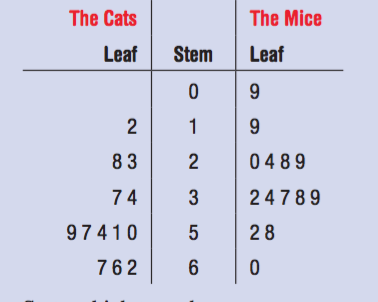 The Cats The Mice
Leaf Stem Leaf
0 9
2 1 9
8 3 2 0 4 8 9
7 4 3 2 4 7 8 9
9 7 4 1 0 5 2 8
7 6 2 6 0